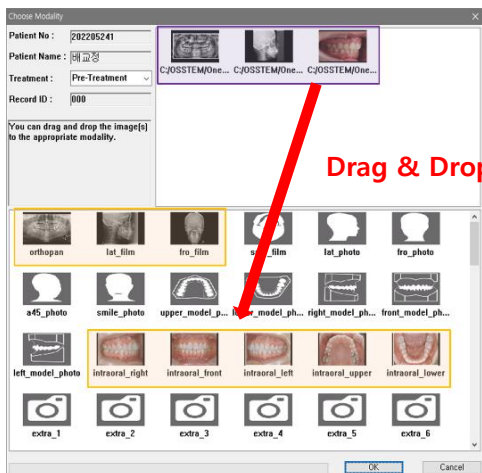 Choose Modality
Patient No : 202205241
Patient Name : 배교정
Treatment : Pre-Treatment
Record ID : 000
You can drag and drop the image[s]
to the appropriate modality.
C:/OSSTEM/One... C:/OSSTEM/One... C:/OSSTEM/One...
Drag & Drop
orthopan lat_film fro_film film lat_photo fro_photo
a45_photo smile_photo upper_model_p... model_ph... right_model_ph... front_model_ph...
left_model_photo intraoral_right intraoral_front intraoral_left intraoral_upper intraoral_lower
extra_1 extra_2 extra_3 extra_4 extra_5 extra_6
OK Cancel